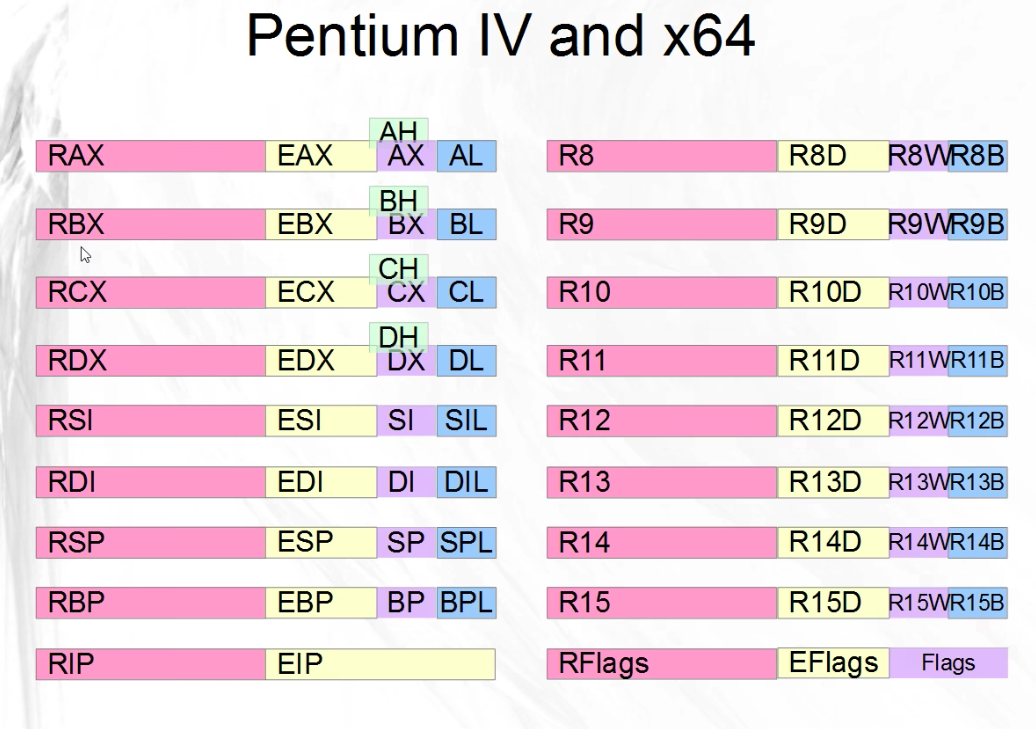 Pentium IV and x64
AH
RAX EAX AX AL
R8 R8D R8W R8B
BH
RBX EBX BX BL
R9 R9D R9W R9B
CH
RCX ECX CX CL
R10 R10D R10W R10B
DH
RDX EDX DX DL
R11 R11D R11W R11B
RSI ESI SI SIL
R12 R12D R12W R12B
RDI EDI DI DIL
R13 R13D R13W R13B
RSP ESP SP SPL
R14 R14D R14W R14B
RBP EBP BP BPL
R15 R15D R15W R15B
RIP EIP
RFlags EFlags Flags